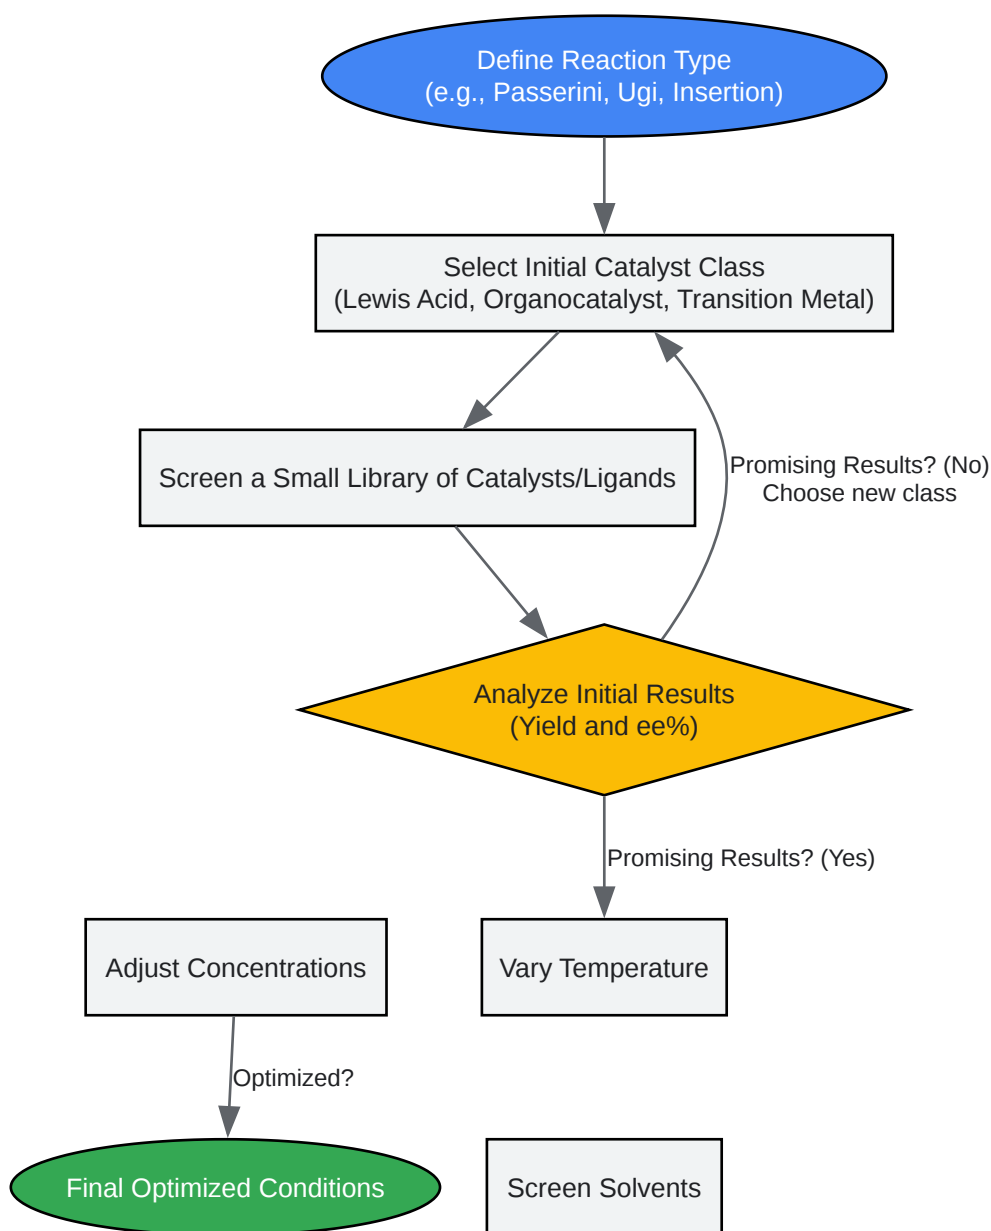 Define Reaction Type
(e.g., Passerini, Ugi, Insertion)
Select Initial Catalyst Class
(Lewis Acid, Organocatalyst, Transition Metal)
Screen a Small Library of Catalysts/Ligands
Promising Results? (No)
Choose new class
Analyze Initial Results
(Yield and ee%)
Promising Results? (Yes)
Adjust Concentrations
Vary Temperature
Optimized?
Final Optimized Conditions
Screen Solvents